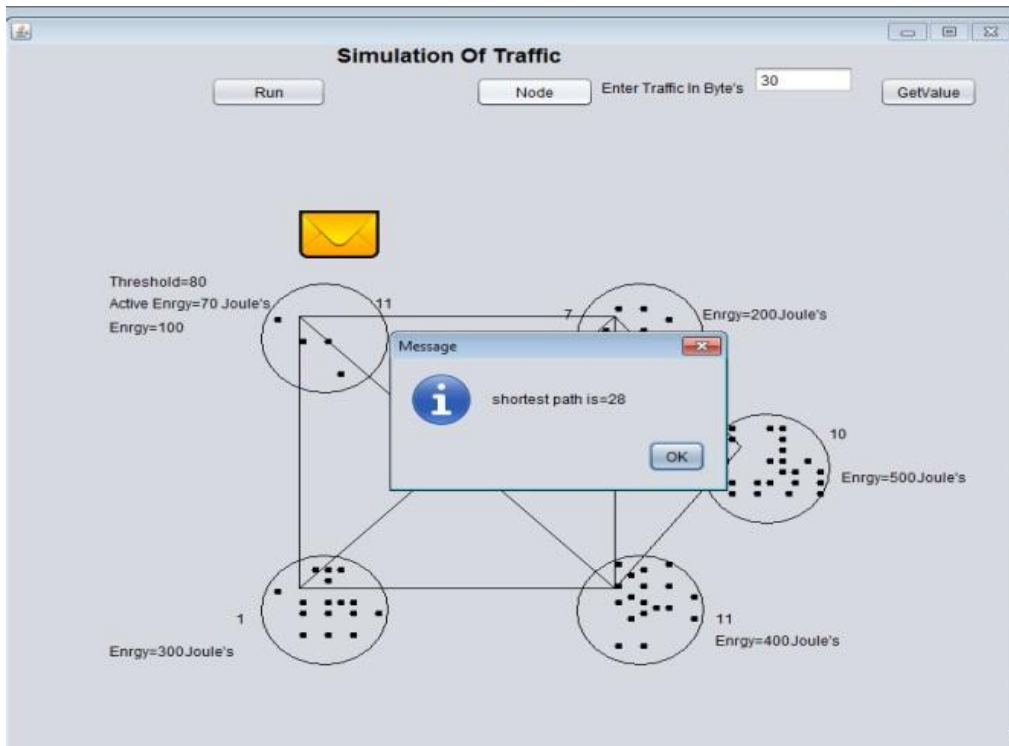 Simulation Of Traffic
Run
Node
Enter Traffic In Byte's
30
GetValue
Threshold=80
Active Enrgy=70 Joule's
Enrgy=100
11
7
Enrgy=200Joule's
Message
shortest path is=28
OK
10
Enrgy=500Joule's
1
Enrgy=300Joule's
11
Enrgy=400Joule's